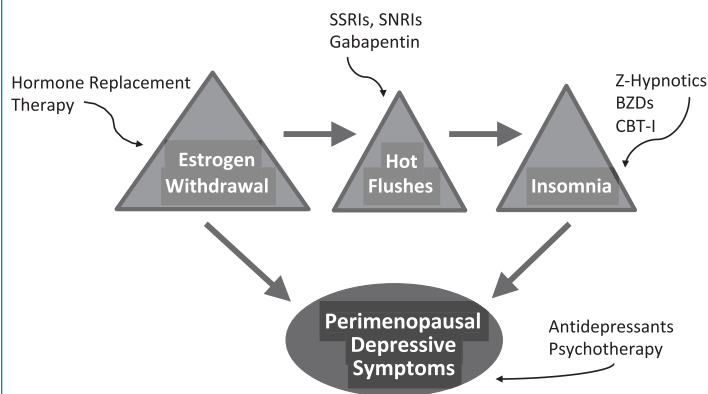 SSRIs, SNRIs
Gabapentin
Hormone Replacement
Therapy
Z-Hypnotics
BZDs
CBT-I
Estrogen
Withdrawal
Hot
Flushes
Insomnia
Perimenopausal
Depressive
Symptoms
Antidepressants
Psychotherapy